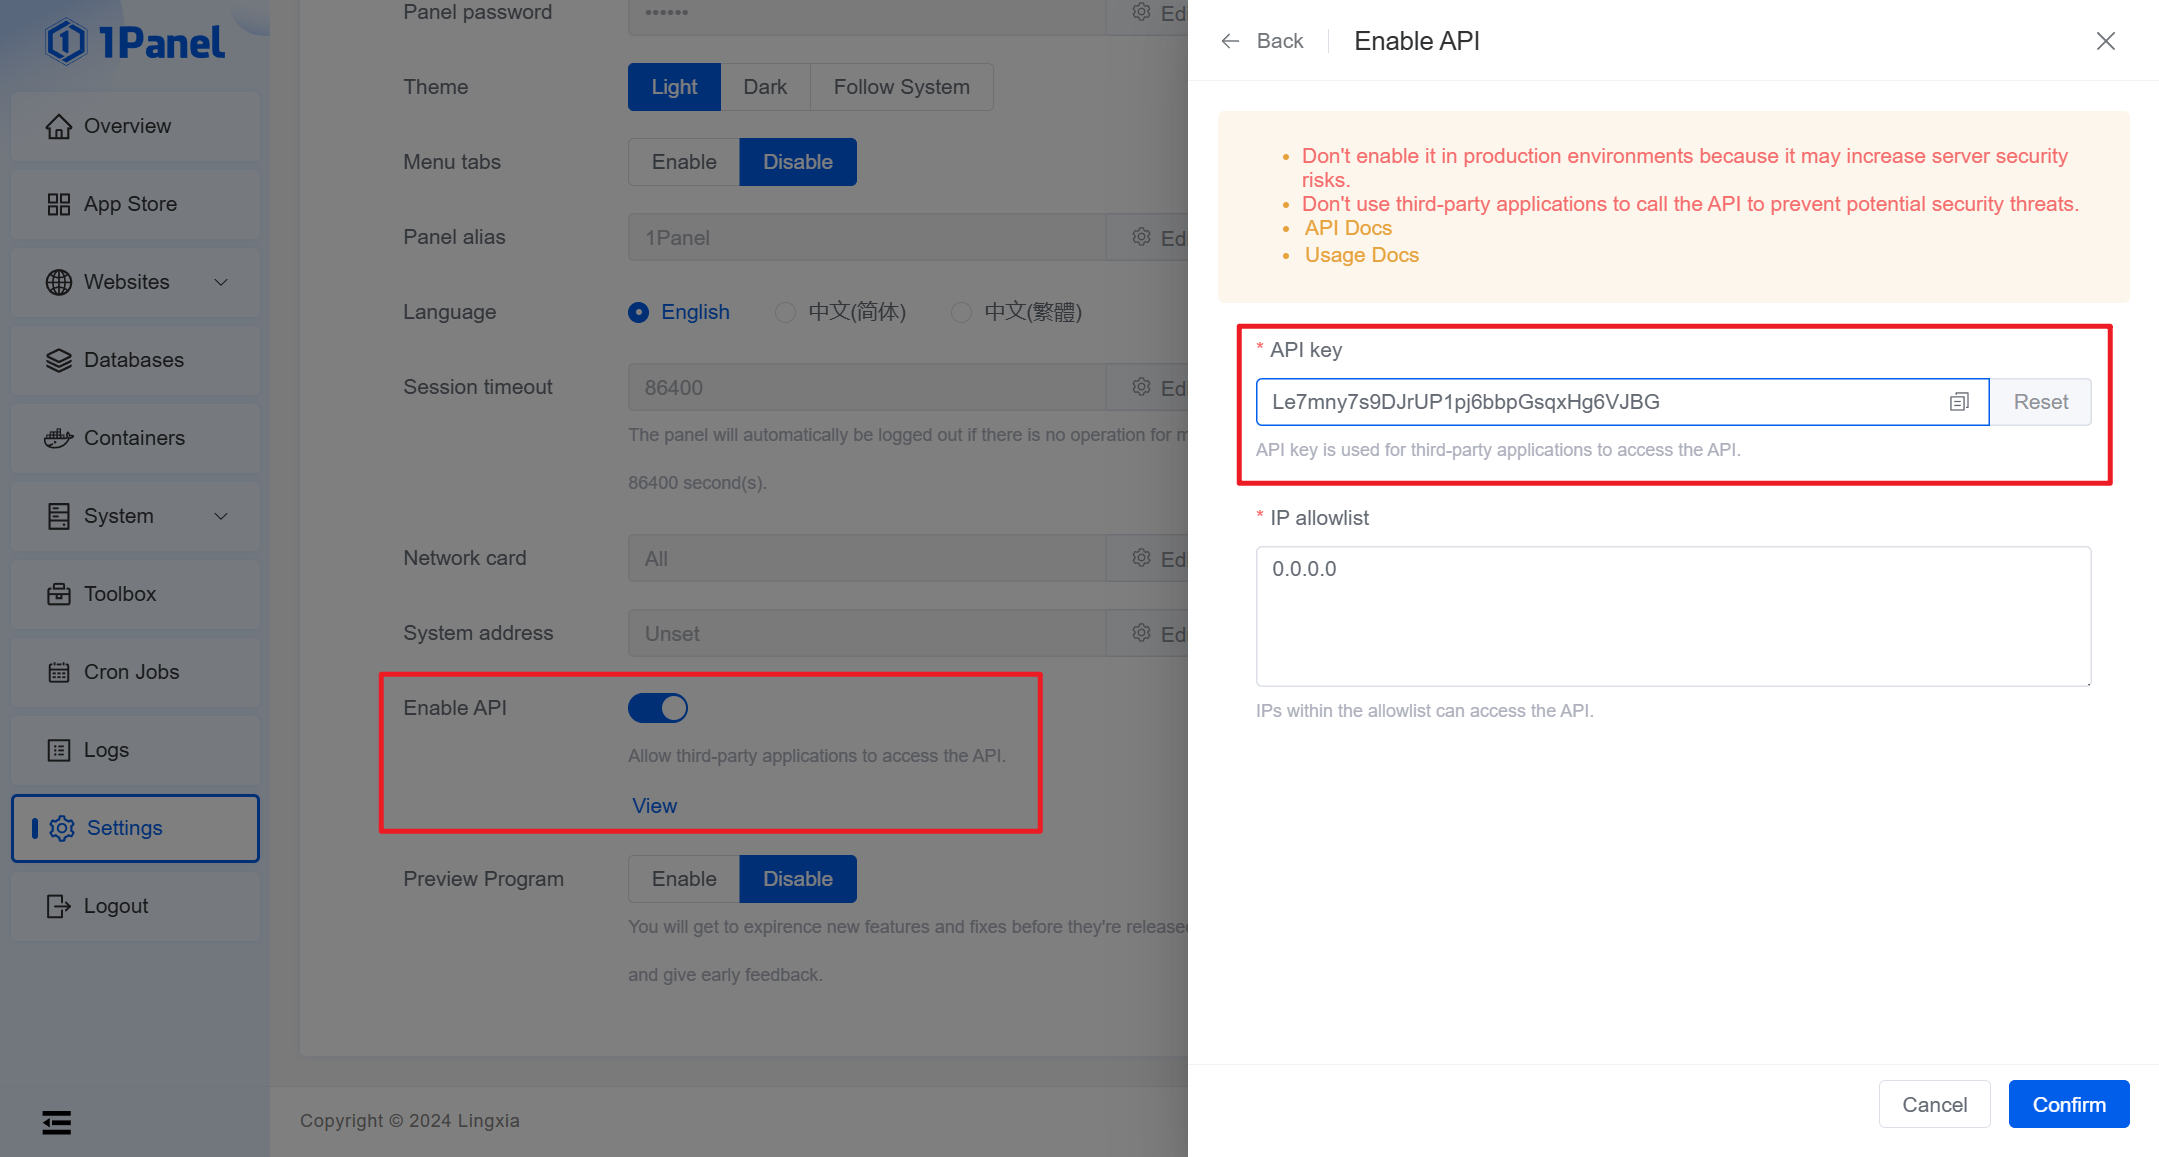 1Panel
Overview
App Store
Websites
Databases
Containers
System
Toolbox
Cron Jobs
Logs
Settings
Logout
Panel password
••••••
Ed
Theme
Light
Dark
Follow System
Menu tabs
Enable
Disable
Panel alias
1Panel
Ed
Language
English
中文(简体)
中文(繁體)
Session timeout
86400
Ed
The panel will automatically be logged out if there is no operation for m
86400 second(s).
Network card
All
Ed
System address
Unset
Ed
Enable API
Allow third-party applications to access the API.
View
Preview Program
Enable
Disable
You will get to expirence new features and fixes before they're released
and give early feedback.
Copyright © 2024 Lingxia
Back
Enable API
Don't enable it in production environments because it may increase server security
risks.
Don't use third-party applications to call the API to prevent potential security threats.
API Docs
Usage Docs
* API key
Le7mny7s9DJrUP1pj6bbpGsqxHg6VJBG
Reset
API key is used for third-party applications to access the API.
* IP allowlist
0.0.0.0
IPs within the allowlist can access the API.
Cancel
Confirm